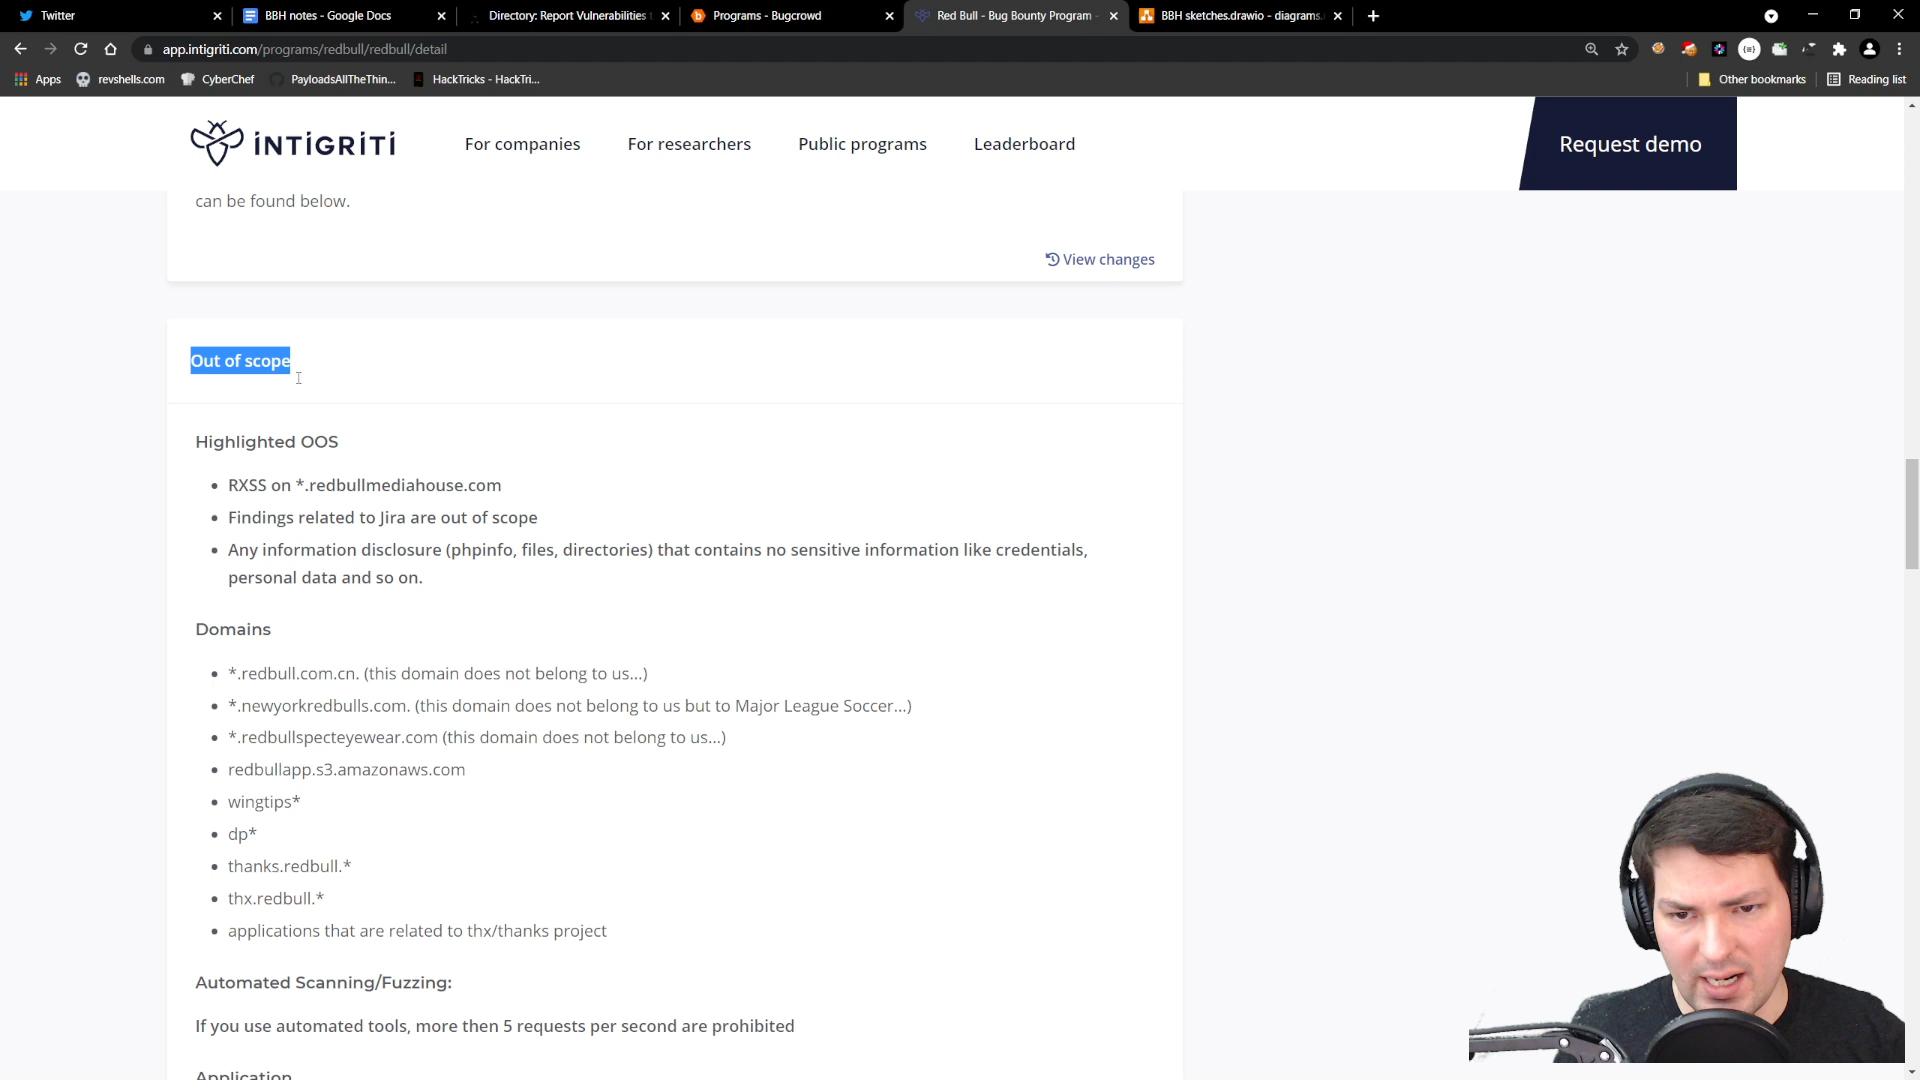 Twitter
BBH notes - Google Docs
Directory: Report Vulnerabilities
Programs - Bugcrowd
Red Bull - Bug Bounty Program -
BBH sketches.drawio - diagrams.
app.intigriti.com/programs/redbull/redbull/detail
Apps
revshells.com
CyberChef
PayloadsAllTheThin...
HackTricks - HackTri...
Other bookmarks
Reading list
INTIGRITI
For companies
For researchers
Public programs
Leaderboard
Request demo
can be found below.
View changes
Out of scope
Highlighted OOS
• RXSS on *.redbullmediahouse.com
• Findings related to Jira are out of scope
• Any information disclosure (phpinfo, files, directories) that contains no sensitive information like credentials,
personal data and so on.
Domains
• *.redbull.com.cn. (this domain does not belong to us...)
• *.newyorkredbulls.com. (this domain does not belong to us but to Major League Soccer...)
• *.redbullspecteyewear.com (this domain does not belong to us...)
• redbullapp.s3.amazonaws.com
• wingtips*
• dp*
• thanks.redbull.*
• thx.redbull.*
• applications that are related to thx/thanks project
Automated Scanning/Fuzzing:
If you use automated tools, more then 5 requests per second are prohibited
Application